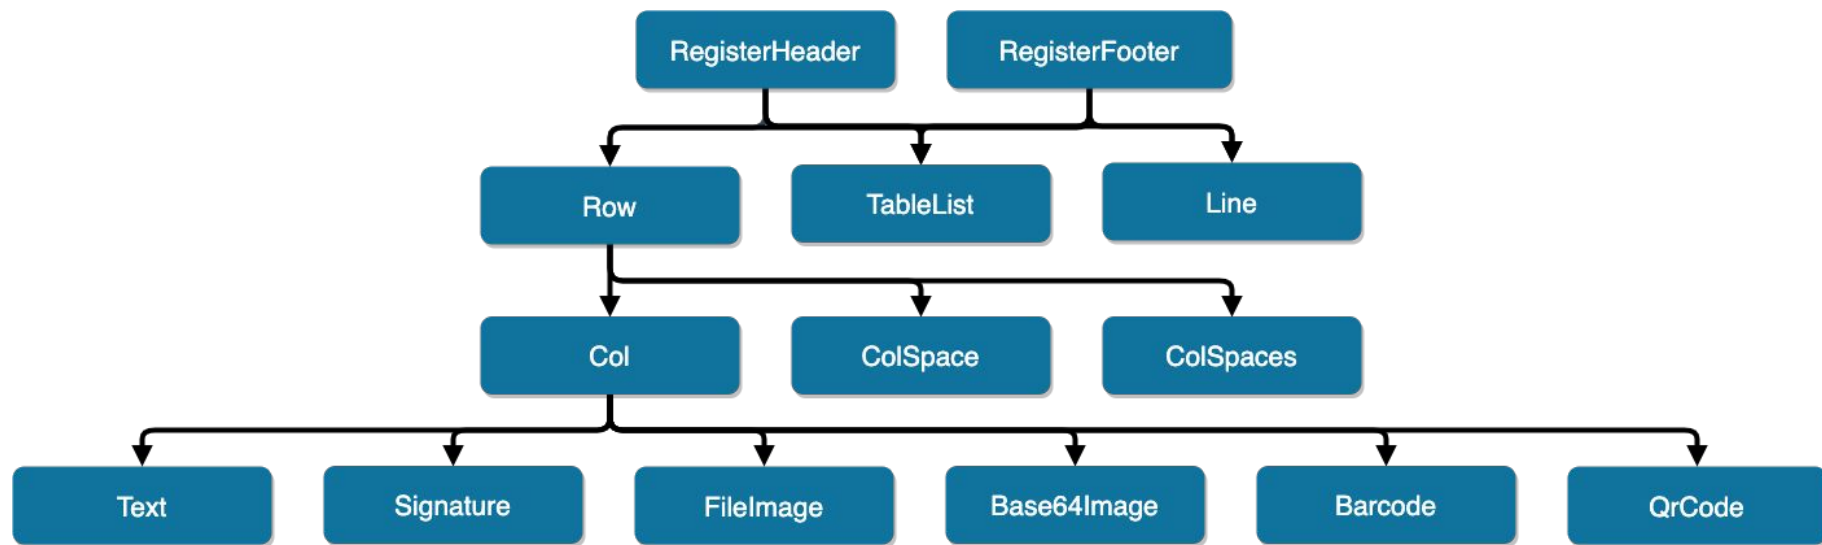 RegisterHeader
RegisterFooter
Row
TableList
Line
Col
ColSpace
ColSpaces
Text
Signature
FileImage
Base64Image
Barcode
QrCode